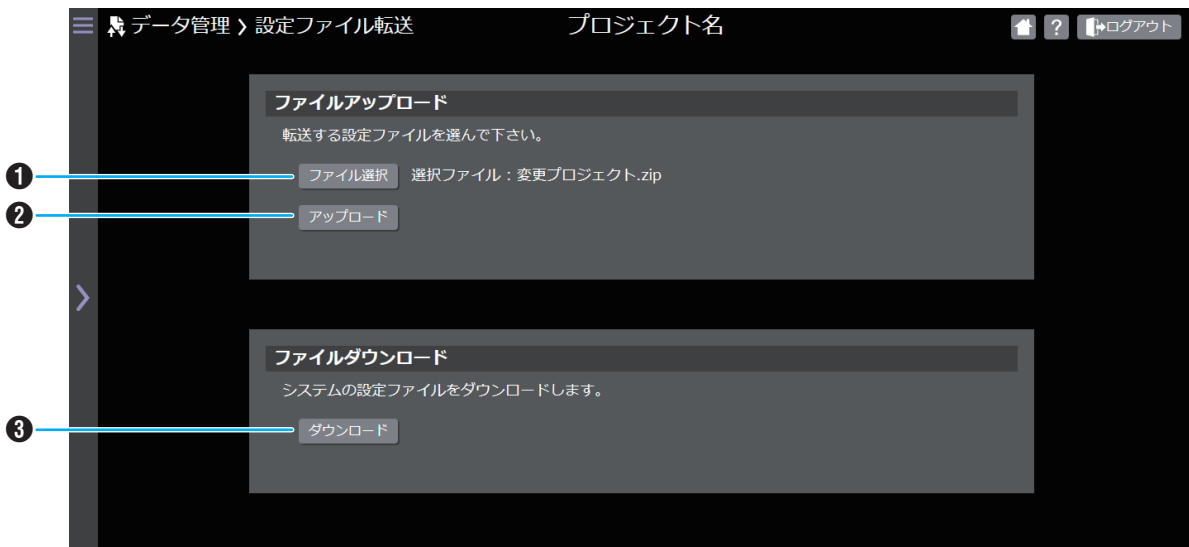 データ管理 > 設定ファイル転送 プロジェクト名 ? ログアウト
ファイルアップロード
転送する設定ファイルを選んで下さい。
❶ ファイル選択 選択ファイル：変更プロジェクト.zip
❷ アップロード
ファイルダウンロード
システムの設定ファイルをダウンロードします。
❸ ダウンロード